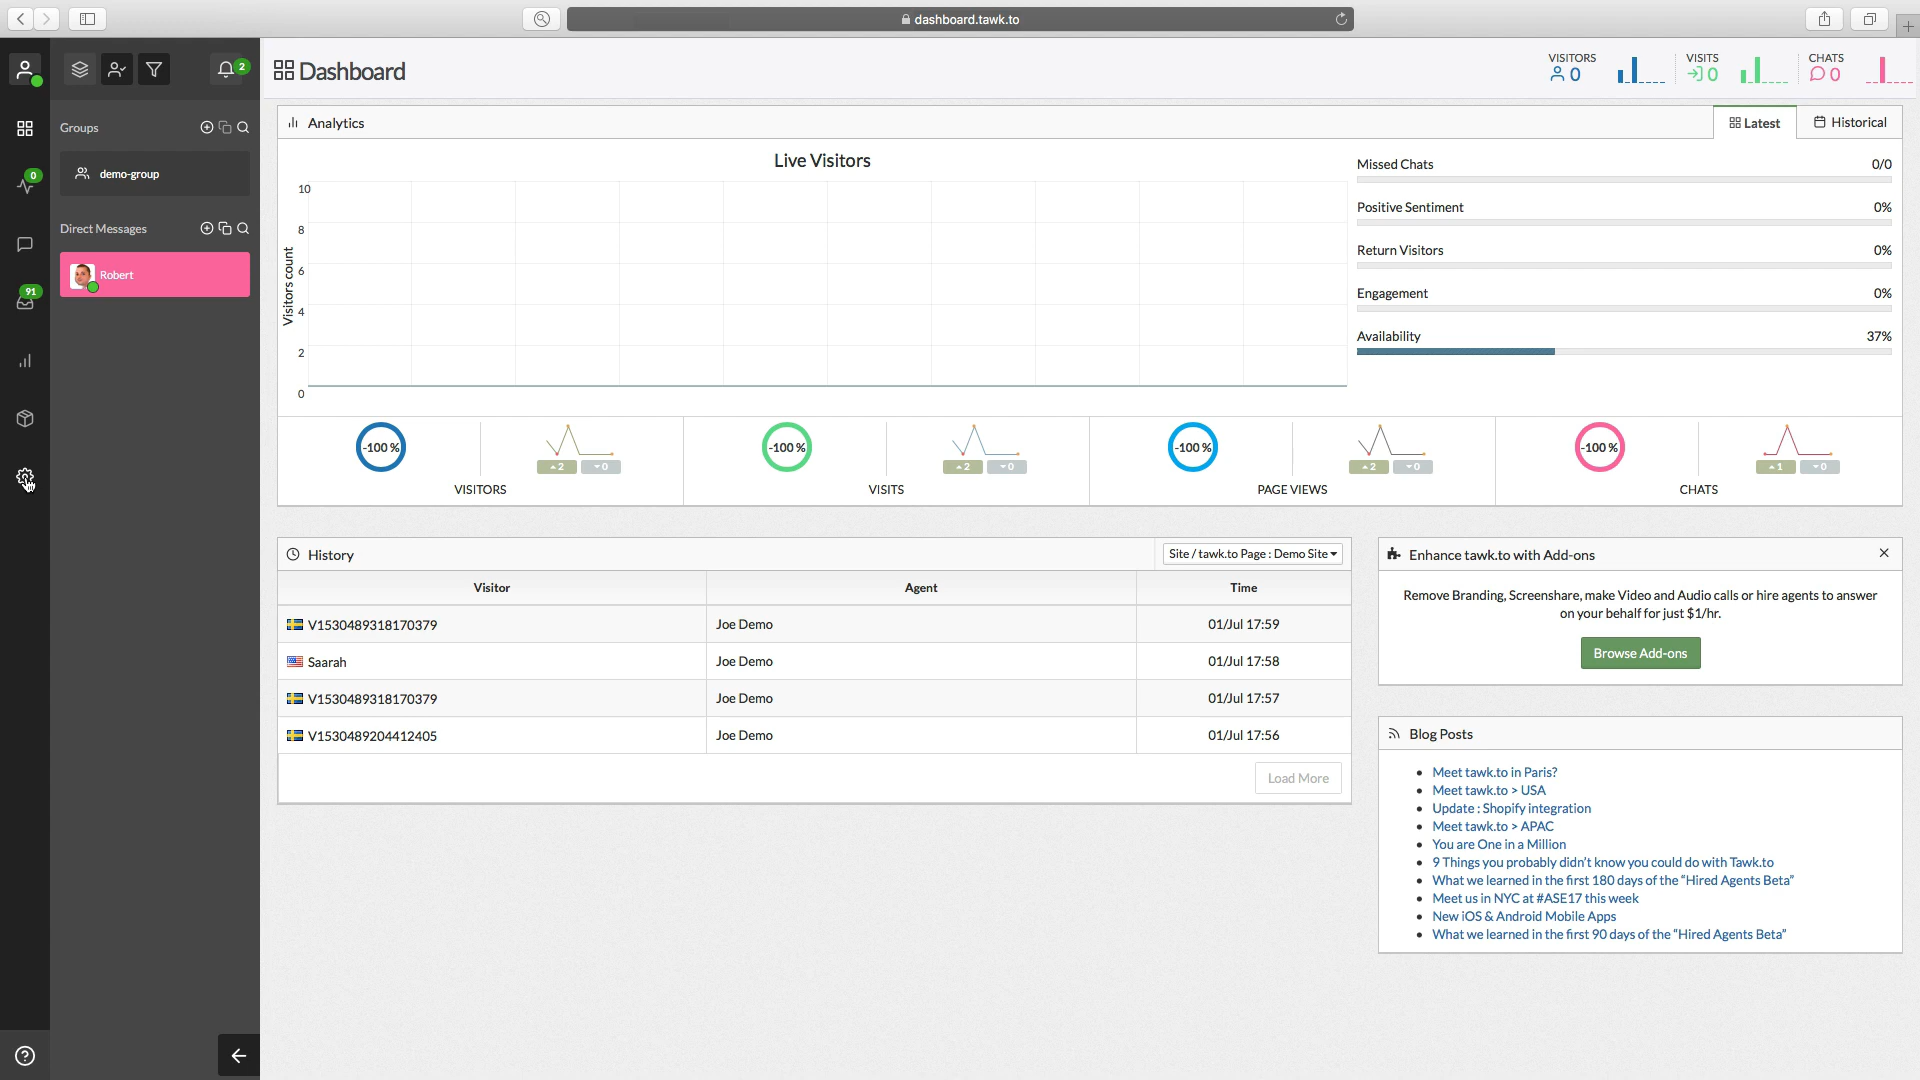 dashboard.tawk.to
2
Dashboard
VISITORS
0
VISITS
0
CHATS
0
Groups
demo-group
0
Direct Messages
Robert
91
Analytics
Latest
Historical
Live Visitors
Visitors count
10
8
6
4
2
0
Missed Chats 0/0
Positive Sentiment 0%
Return Visitors 0%
Engagement 0%
Availability 37%
-100 %
2
0
VISITORS
-100 %
2
0
VISITS
-100 %
2
0
PAGE VIEWS
-100 %
1
0
CHATS
History
Site / tawk.to Page : Demo Site
Visitor Agent Time
V1530489318170379 Joe Demo 01/Jul 17:59
Saarah Joe Demo 01/Jul 17:58
V1530489318170379 Joe Demo 01/Jul 17:57
V1530489204412405 Joe Demo 01/Jul 17:56
Load More
Enhance tawk.to with Add-ons
Remove Branding, Screenshare, make Video and Audio calls or hire agents to answer
on your behalf for just $1/hr.
Browse Add-ons
Blog Posts
Meet tawk.to in Paris?
Meet tawk.to > USA
Update : Shopify integration
Meet tawk.to > APAC
You are One in a Million
9 Things you probably didn't know you could do with Tawk.to
What we learned in the first 180 days of the “Hired Agents Beta”
Meet us in NYC at #ASE17 this week
New iOS & Android Mobile Apps
What we learned in the first 90 days of the “Hired Agents Beta”